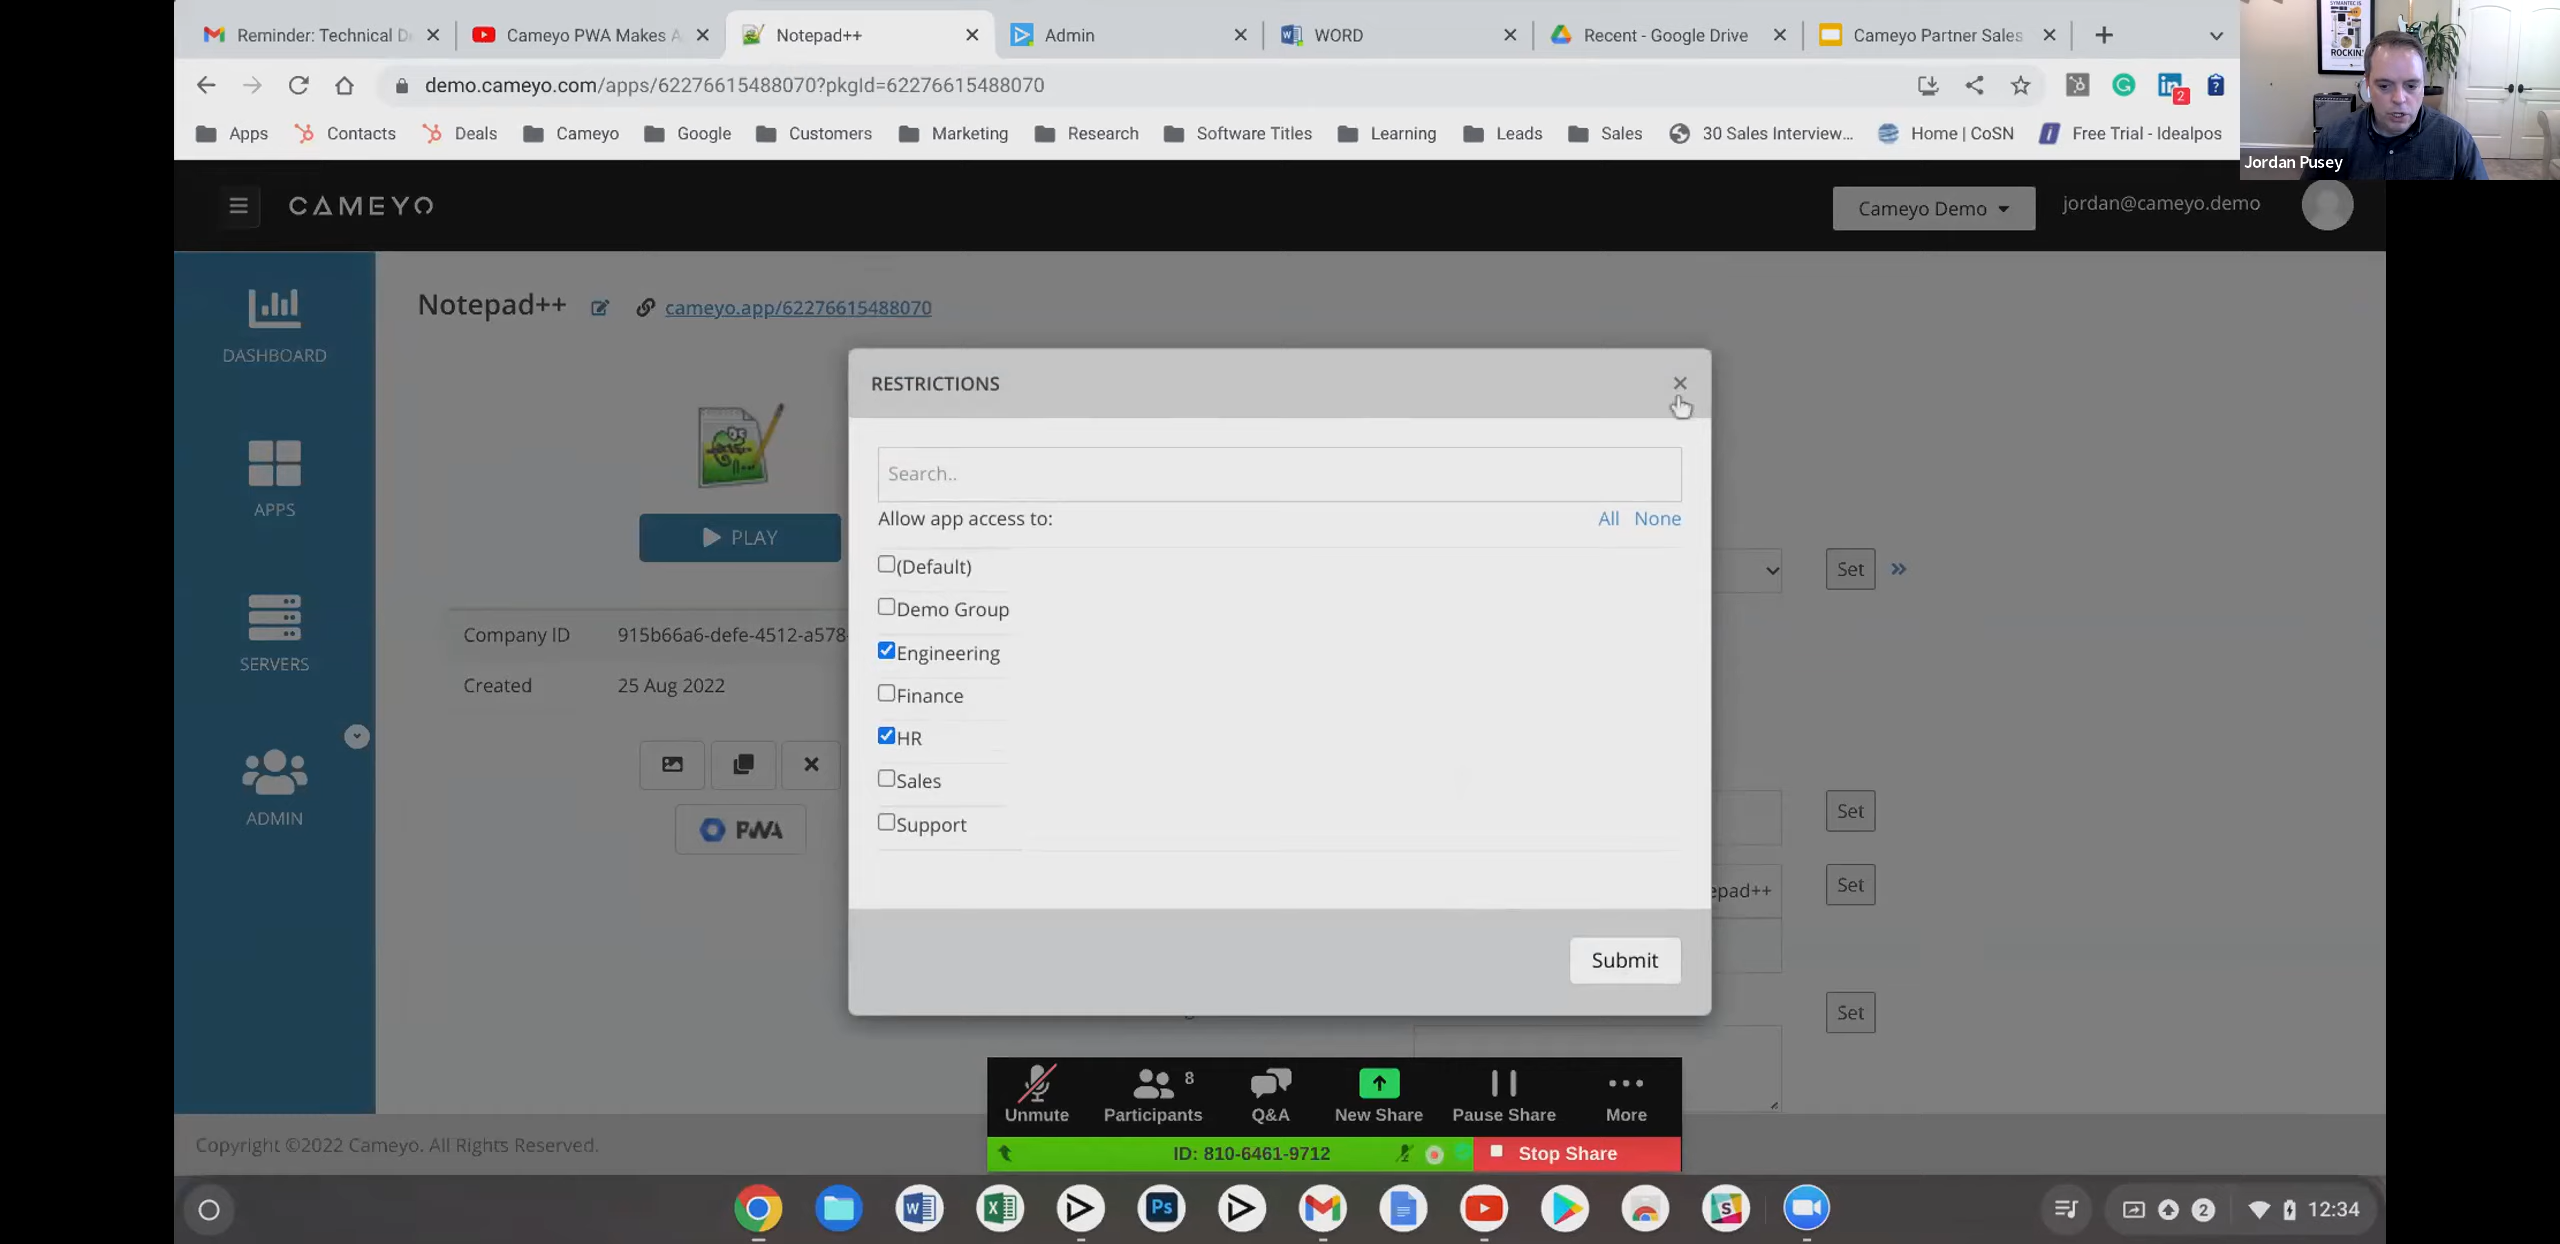 Reminder: Technical D
Cameyo PWA Makes A
Notepad++
Admin
WORD
Recent - Google Drive
Cameyo Partner Sales
SYMANTEC IS
ROCKIN'
demo.cameyo.com/apps/62276615488070?pkgId=62276615488070
2
Apps
Contacts
Deals
Cameyo
Google
Customers
Marketing
Research
Software Titles
Learning
Leads
Sales
30 Sales Interview...
Home | CoSN
Free Trial - Idealpos
Jordan Pusey
CAMEYO
Cameyo Demo
jordan@cameyo.demo
DASHBOARD
APPS
SERVERS
ADMIN
Notepad++
cameyo.app/62276615488070
PLAY
Company ID 915b66a6-defe-4512-a578-
Created 25 Aug 2022
PWA
RESTRICTIONS
Search..
Allow app access to:
All None
(Default)
Demo Group
Engineering
Finance
HR
Sales
Support
Submit
Set
Set
epad++
Set
Set
Unmute
Participants 8
Q&A
New Share
Pause Share
More
ID: 810-6461-9712
Stop Share
Copyright ©2022 Cameyo. All Rights Reserved.
W
X
Ps
S
2
12:34